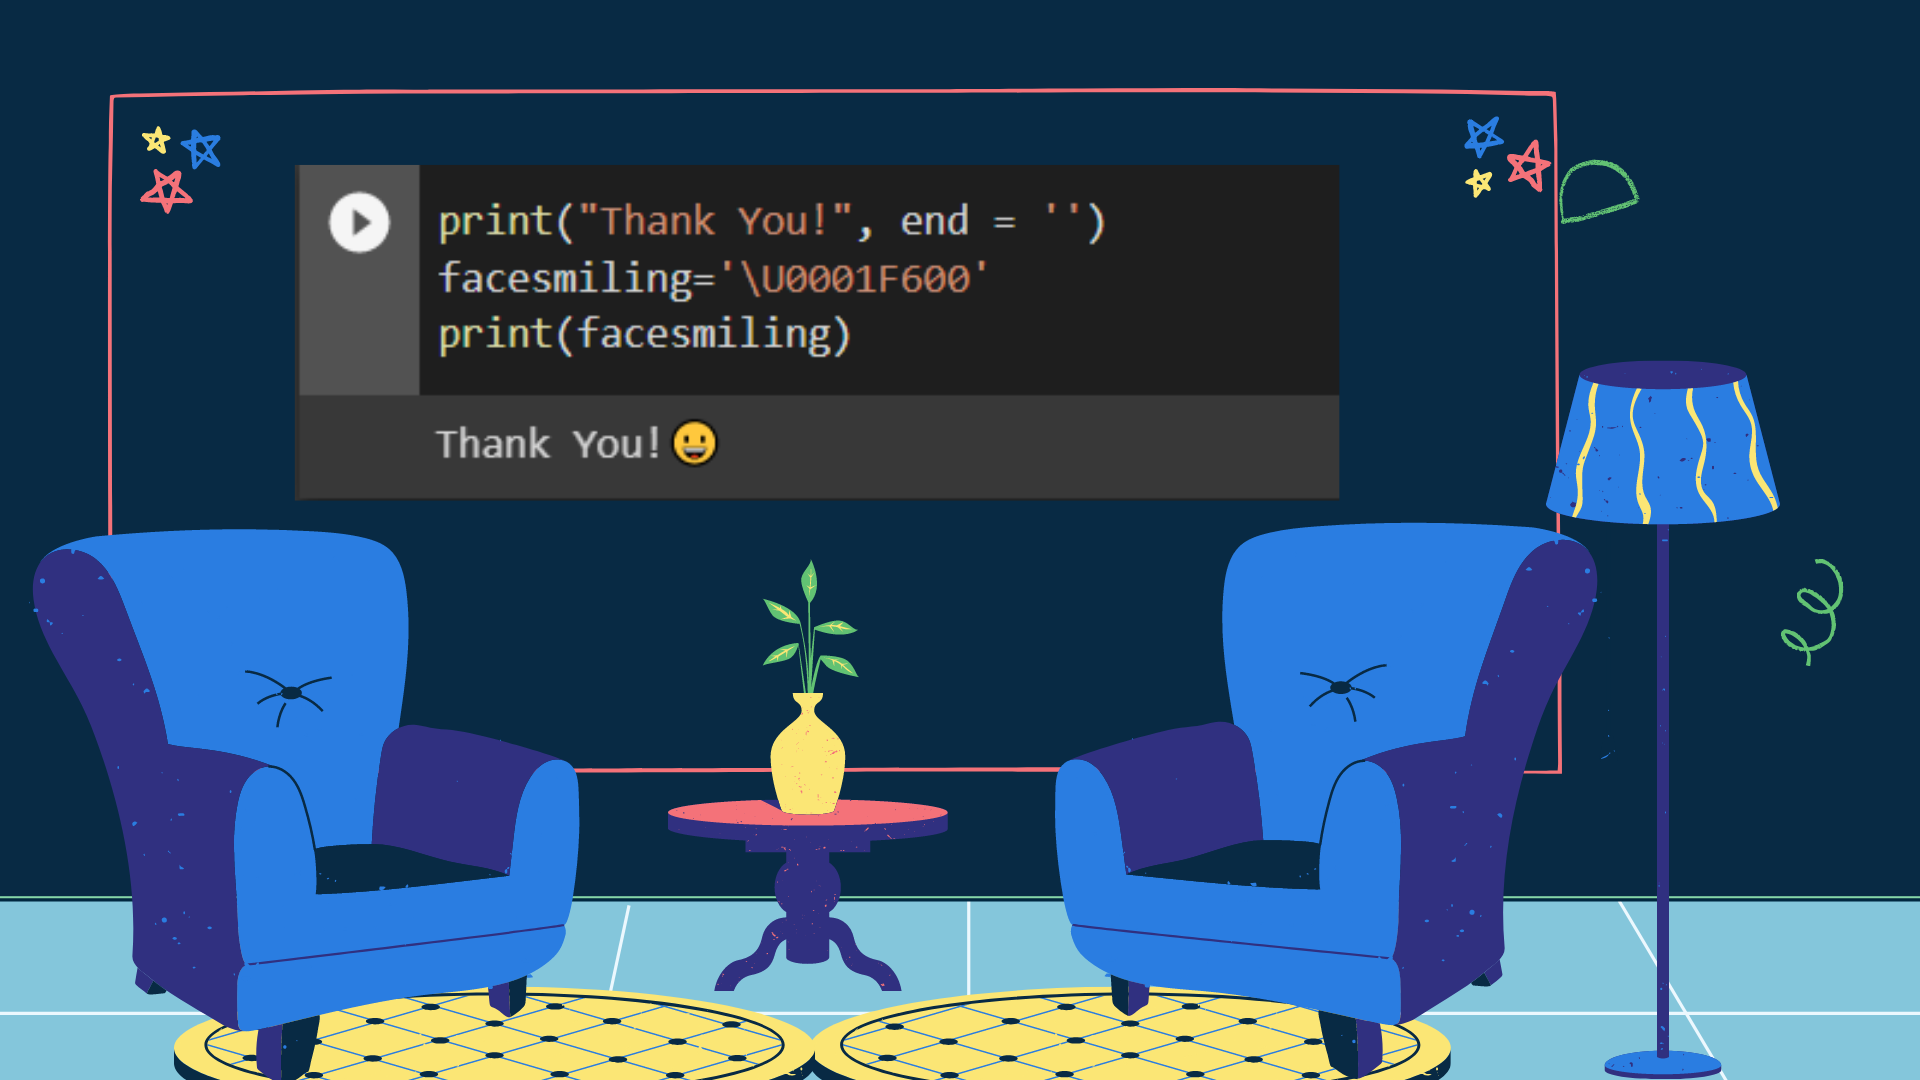 print("Thank You!", end = '')
facesmiling='\U0001F600'
print(facesmiling)
Thank You!😀